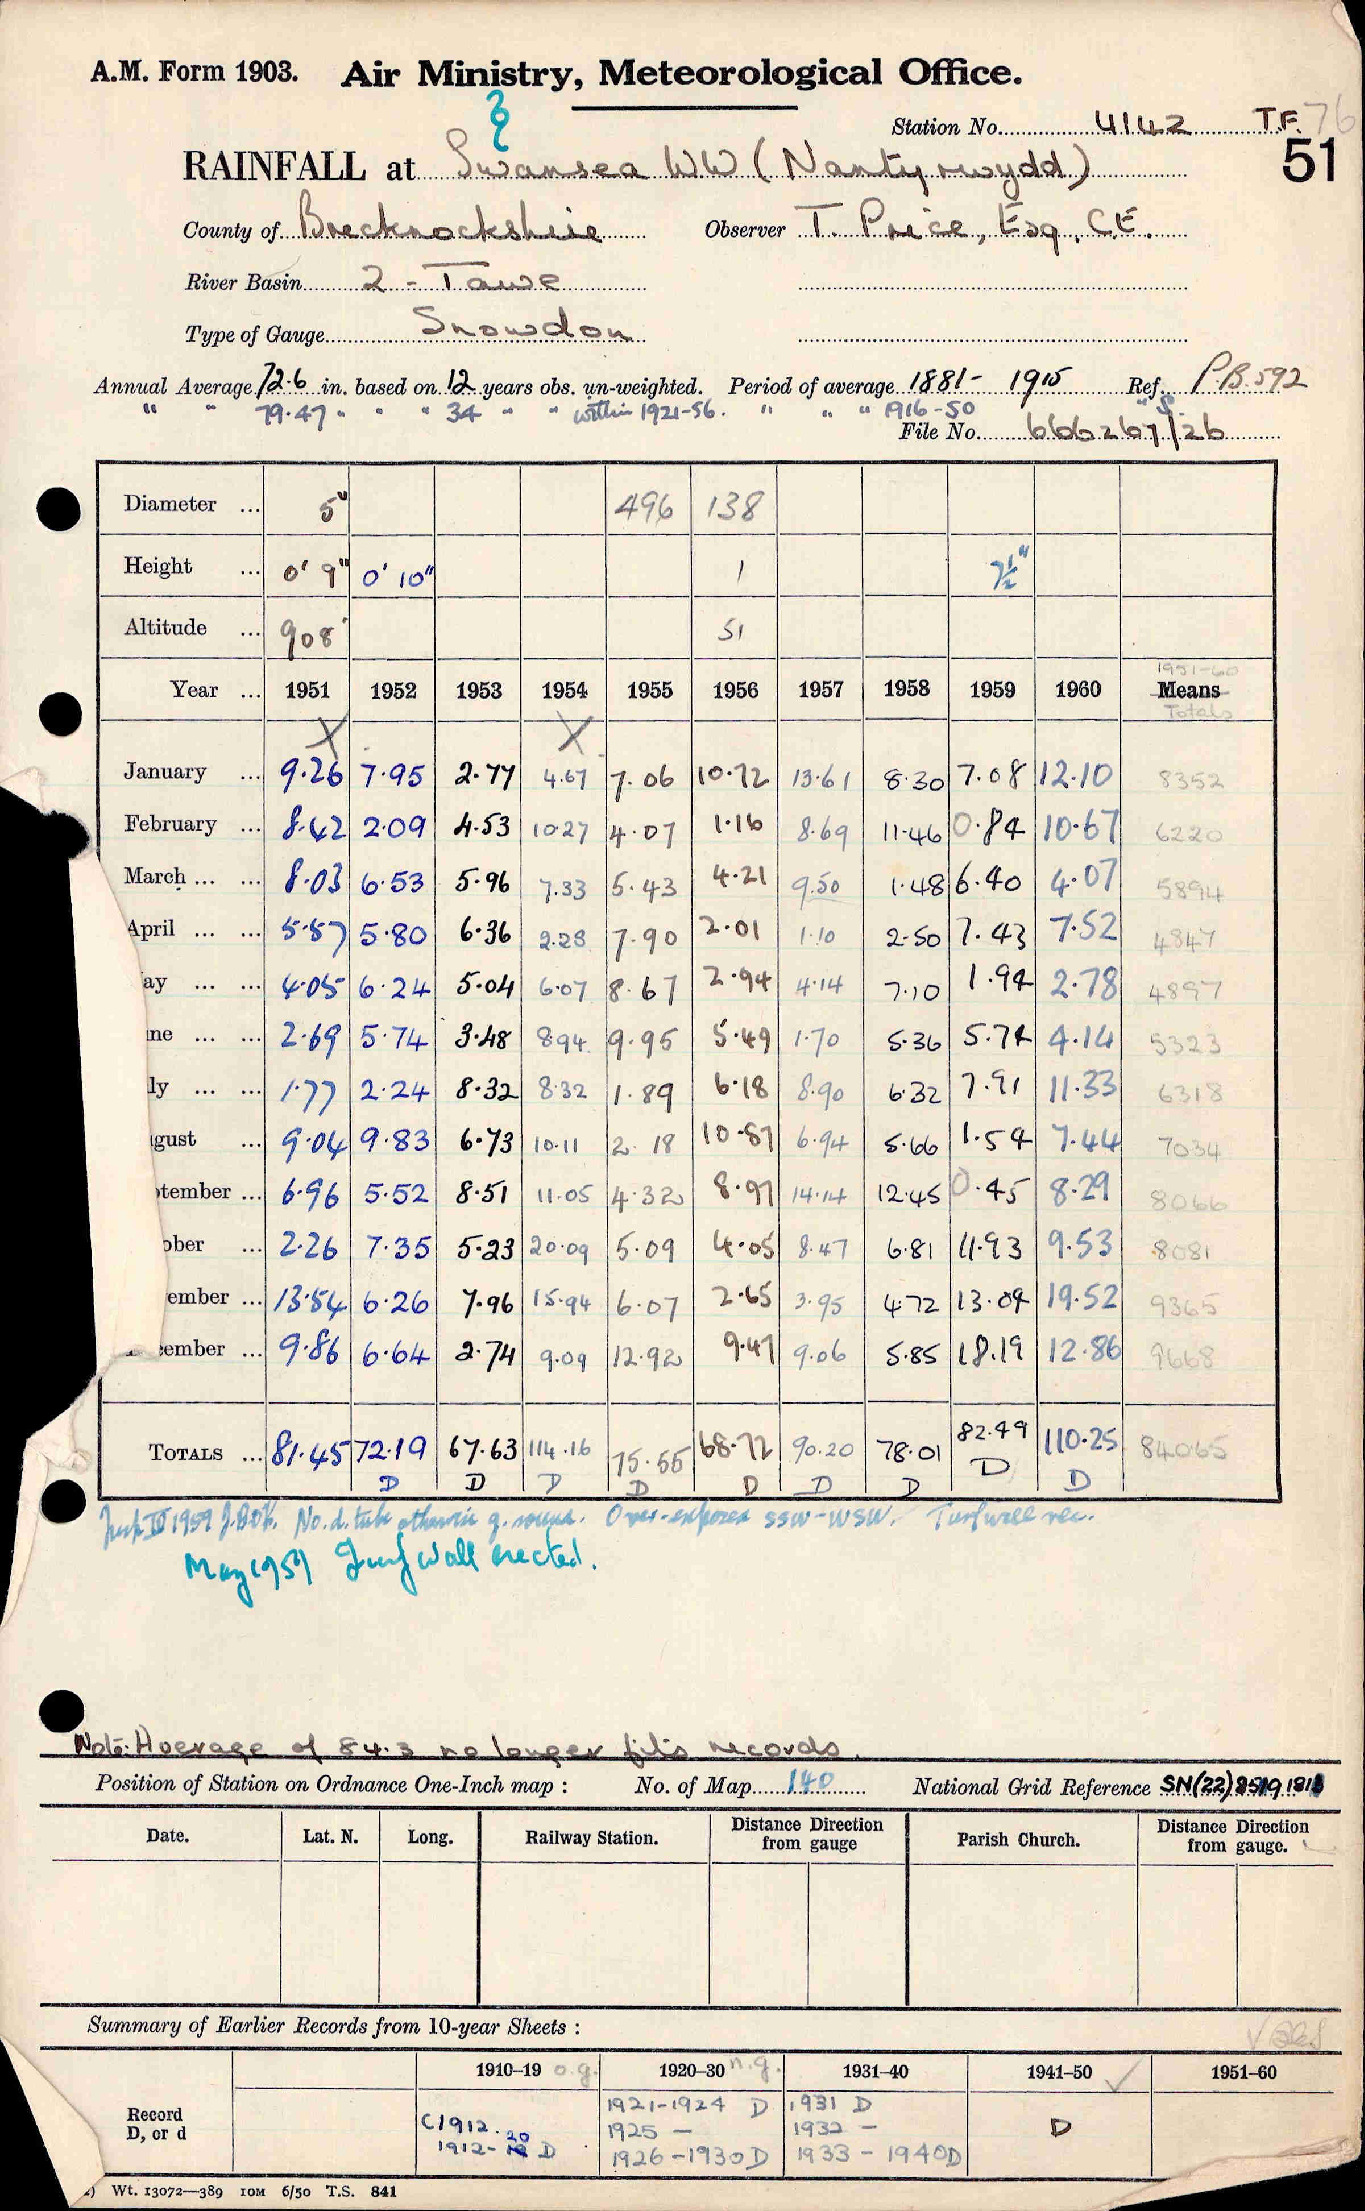 A.M. Form 1903. Air Ministry, Meteorological Office.
Station No. 4142 T.F. 76
51
RAINFALL at Swansea WW (Nantyrwydd)
County of Brecknockshire Observer T. Price, Esq, C.E.
River Basin 2 - Tawe
Type of Gauge Snowdon
Annual Average 72.6 in. based on 12 years obs. un-weighted. Period of average 1881- 1915 Ref. P.B. 592
" " 79.47 " " " 34 " " within 1921-56. " " " 1916-50 " S.
File No. 666267/26
Diameter ... 5" 496 138
Height ... 0' 9" 0' 10" 1 7½"
Altitude ... 908' 51
1951-60
Year ... 1951 1952 1953 1954 1955 1956 1957 1958 1959 1960 Means
Totals
X X
January ... 9.26 7.95 2.77 4.67 7.06 10.72 13.61 8.30 7.08 12.10 8352
February ... 8.42 2.09 4.53 10.27 4.07 1.16 8.69 11.46 0.84 10.67 6220
March ... ... 8.03 6.53 5.96 7.33 5.43 4.21 9.50 1.48 6.40 4.07 5894
April ... ... 5.57 5.80 6.36 2.28 7.90 2.01 1.10 2.50 7.43 7.52 4847
ay ... ... 4.05 6.24 5.04 6.07 8.67 2.94 4.14 7.10 1.94 2.78 4897
ne ... ... 2.69 5.74 3.48 8.94 9.95 5.49 1.70 5.36 5.74 4.14 5323
ly ... ... 1.77 2.24 8.32 8.32 1.89 6.18 8.90 6.32 7.91 11.33 6318
gust ... 9.04 9.83 6.73 10.11 2.18 10.87 6.94 5.66 1.54 7.44 7034
tember ... 6.96 5.52 8.51 11.05 4.32 8.97 14.14 12.45 0.45 8.29 8066
ober ... 2.26 7.35 5.23 20.09 5.09 4.05 8.47 6.81 11.93 9.53 8081
ember ... 13.54 6.26 7.96 15.94 6.07 2.65 3.95 4.72 13.04 19.52 9365
cember ... 9.86 6.64 2.74 9.09 12.92 9.47 9.06 5.85 18.19 12.86 9668
TOTALS ... 81.45 72.19 67.63 114.16 75.55 68.72 90.20 78.01 82.49 110.25 84065
D D D D D D D D D
1959 No. d. tube otherwise g. sound. Over-exposed SSW-WSW. Turf wall rec.
May 1959 Turf wall erected.
Note: Average of 84.3 no longer fits records.
Position of Station on Ordnance One-Inch map : No. of Map 140 National Grid Reference SN(22)
Date. Lat. N. Long. Railway Station. Distance Direction from gauge Parish Church. Distance Direction from gauge.
Summary of Earlier Records from 10-year Sheets :
1910–19 o.g. 1920–30 n.g. 1931–40 1941–50 ✓ 1951–60
Record D, or d
C1912. 1921-1924 D 1931 D
1912-20 D 1925 - 1932 - D
1926-1930 D 1933 - 1940 D
Wt. 13072—389 10M 6/50 T.S. 841